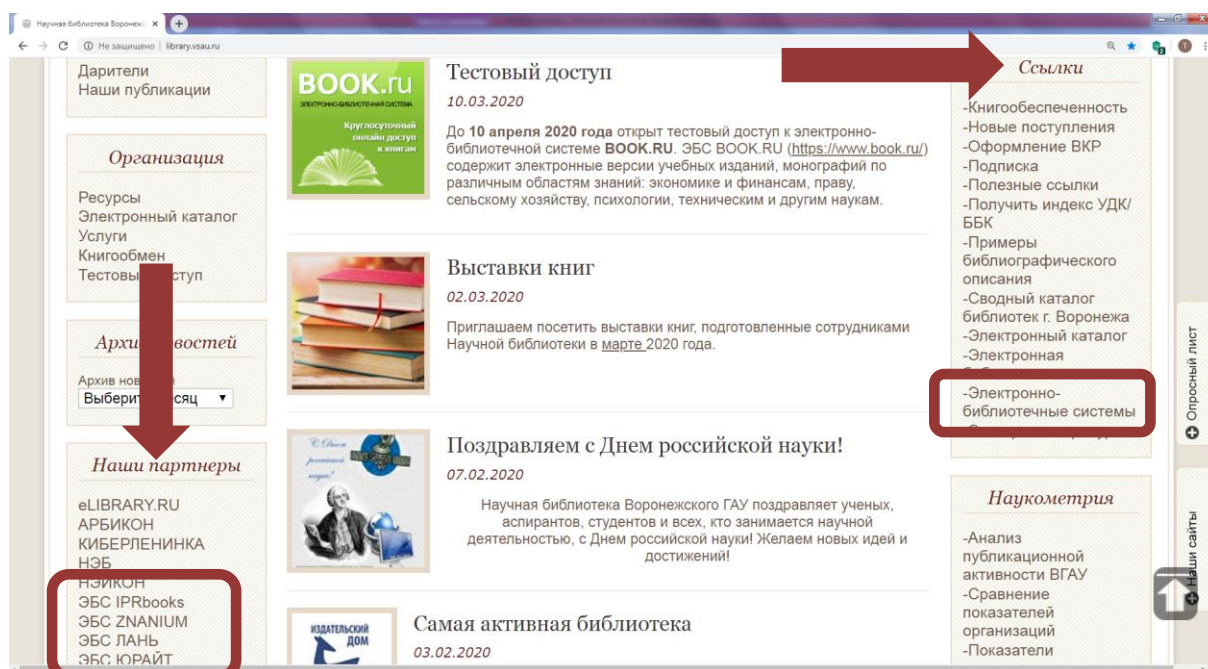 Научная библиотека Воронежс
Не защищено | library.vsau.ru
Дарители
Наши публикации
Организация
Ресурсы
Электронный каталог
Услуги
Книгообмен
Архив новостей
Архив
Наши партнеры
eLIBRARY.RU
АРБИКОН
КИБЕРЛЕНИНКА
НЭБ
НЭИКОН
ЭБС IPRbooks
ЭБС ZNANIUM
ЭБС ЛАНЬ
ЭБС ЮРАЙТ
BOOK.ru
ЭЛЕКТРОННО-БИБЛИОТЕЧНАЯ СИСТЕМА
Круглосуточный
онлайн доступ
к книгам
Тестовый доступ
10.03.2020
До 10 апреля 2020 года открыт тестовый доступ к электронно-
библиотечной системе BOOK.RU. ЭБС BOOK.RU (https://www.book.ru/)
содержит электронные версии учебных изданий, монографий по
различным областям знаний: экономике и финансам, праву,
сельскому хозяйству, психологии, техническим и другим наукам.
Выставки книг
02.03.2020
Приглашаем посетить выставки книг, подготовленные сотрудниками
Научной библиотеки в марте 2020 года.
С Днем
российской
науки!
Поздравляем с Днем российской науки!
07.02.2020
Научная библиотека Воронежского ГАУ поздравляет ученых,
аспирантов, студентов и всех, кто занимается научной
деятельностью, с Днем российской науки! Желаем новых идей и
достижений!
ИЗДАТЕЛЬСКИЙ
ДОМ
Самая активная библиотека
03.02.2020
Ссылки
-Книгообеспеченность
-Новые поступления
-Оформление ВКР
-Подписка
-Полезные ссылки
-Получить индекс УДК/
ББК
-Примеры
библиографического
описания
-Сводный каталог
библиотек г. Воронежа
-Электронный каталог
-Электронная
-Электронно-
библиотечные системы
Наукометрия
-Анализ
публикационной
активности ВГАУ
-Сравнение
показателей
организаций
-Показатели
Опросный лист
Наши сайты